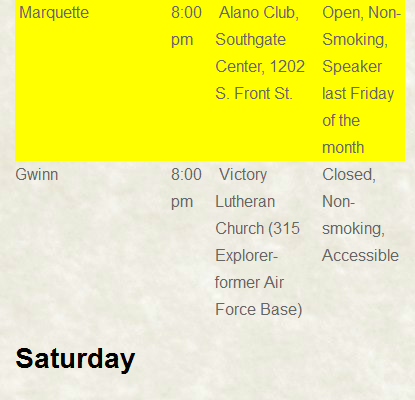 Marquette 8:00 Alano Club, Open, Non-
pm Southgate Smoking,
Center, 1202 Speaker
S. Front St. last Friday
of the
month
Gwinn 8:00 Victory Closed,
pm Lutheran Non-
Church (315 smoking,
Explorer- Accessible
former Air
Force Base)
Saturday